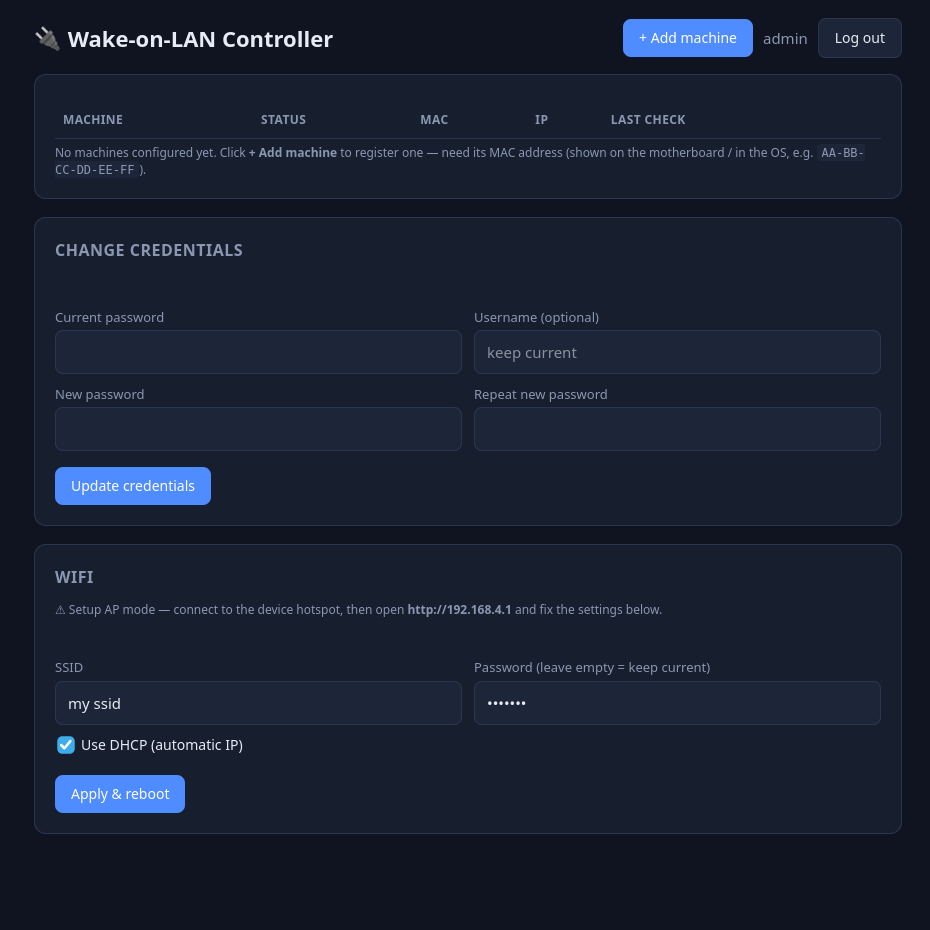 🔌 Wake-on-LAN Controller
+ Add machine admin Log out
MACHINE STATUS MAC IP LAST CHECK
No machines configured yet. Click + Add machine to register one — need its MAC address (shown on the motherboard / in the OS, e.g. AA-BB-
CC-DD-EE-FF ).
CHANGE CREDENTIALS
Current password Username (optional)
keep current
New password Repeat new password
Update credentials
WIFI
⚠ Setup AP mode — connect to the device hotspot, then open http://192.168.4.1 and fix the settings below.
SSID Password (leave empty = keep current)
my ssid •••••••
Use DHCP (automatic IP)
Apply & reboot